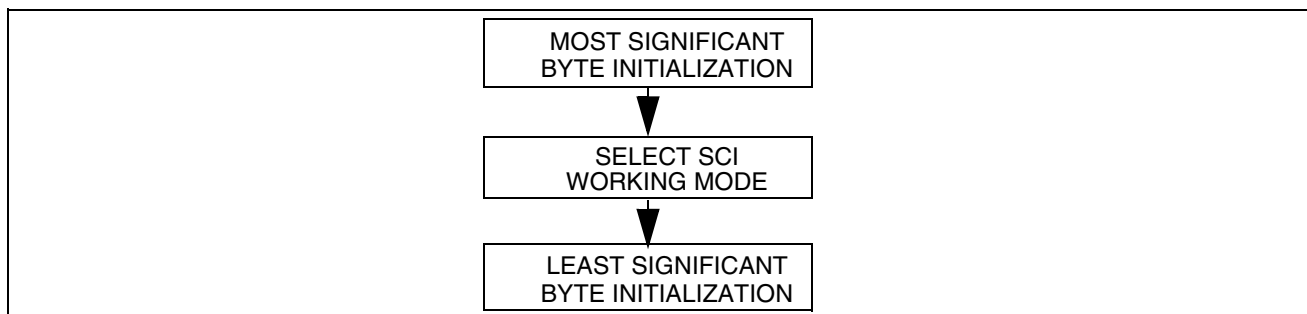 MOST SIGNIFICANT
BYTE INITIALIZATION
SELECT SCI
WORKING MODE
LEAST SIGNIFICANT
BYTE INITIALIZATION